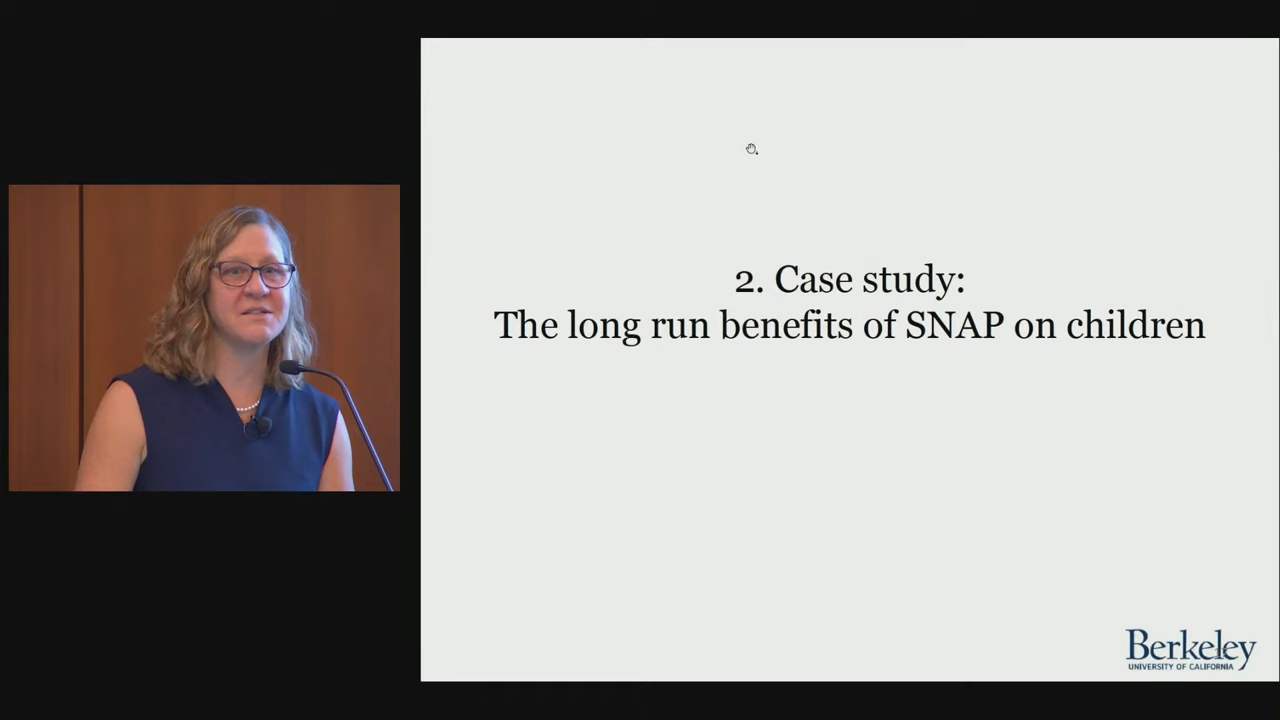 2. Case study:
The long run benefits of SNAP on children
Berkeley
UNIVERSITY OF CALIFORNIA